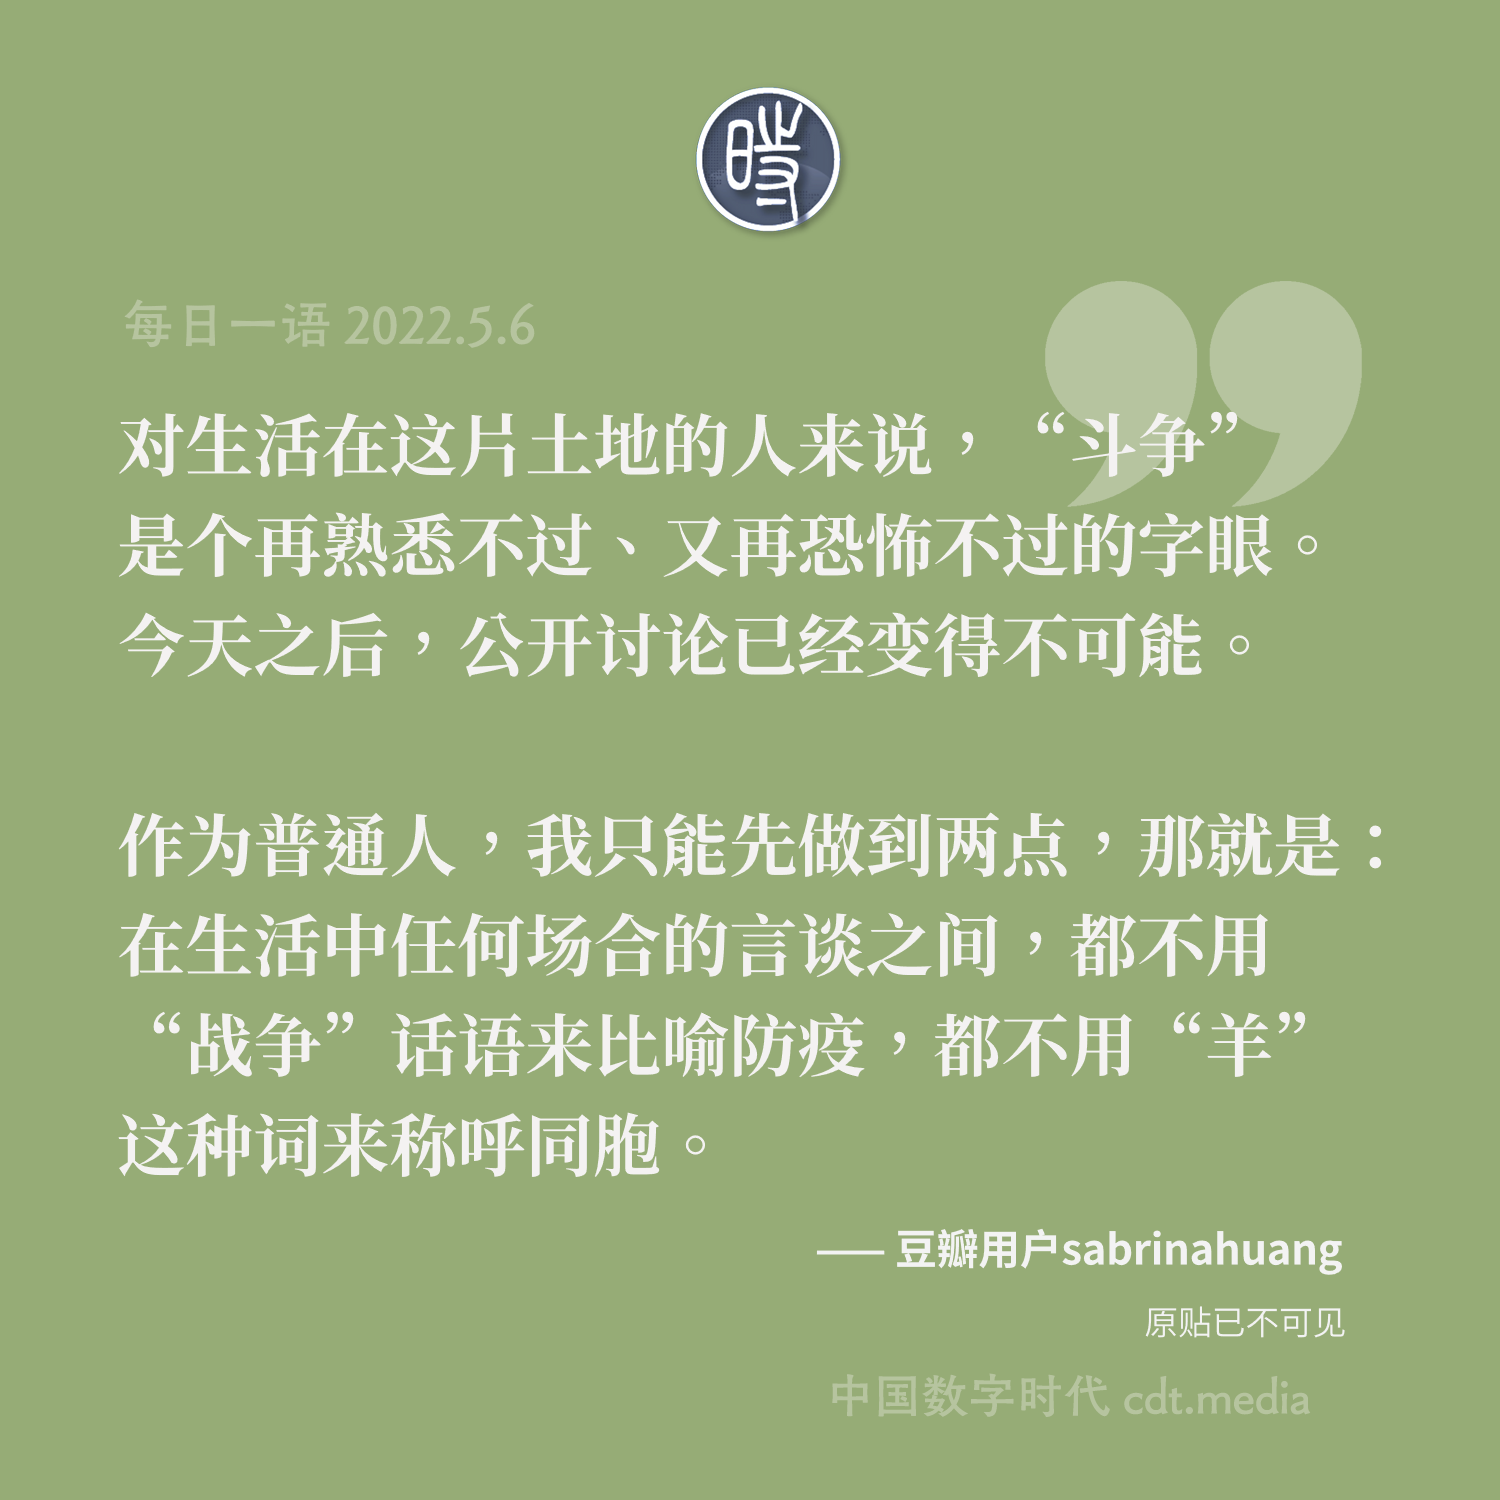 時
每日一语 2022.5.6
对生活在这片土地的人来说，“斗争”
是个再熟悉不过、又再恐怖不过的字眼。
今天之后，公开讨论已经变得不可能。
作为普通人，我只能先做到两点，那就是：
在生活中任何场合的言谈之间，都不用
“战争”话语来比喻防疫，都不用“羊”
这种词来称呼同胞。
—— 豆瓣用户sabrinahuang
原贴已不可见
中国数字时代 cdt.media